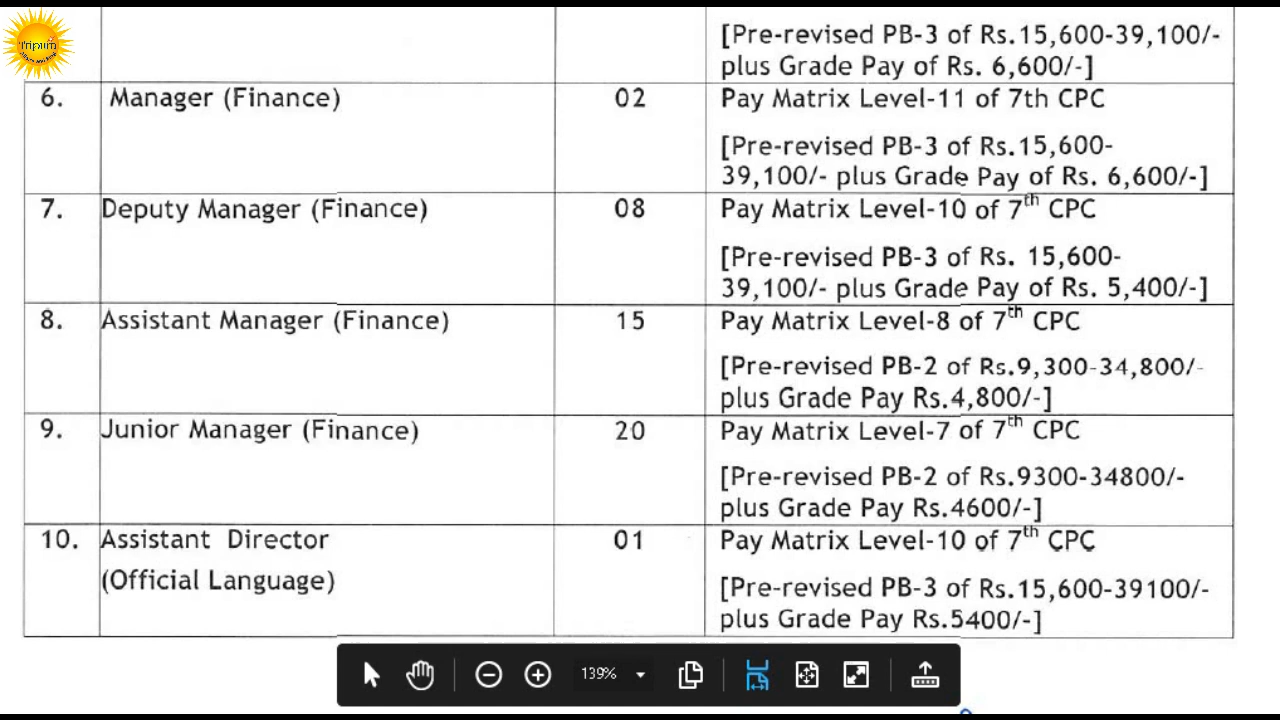 Tripum
[Pre-revised PB-3 of Rs.15,600-39,100/-
plus Grade Pay of Rs. 6,600/-]
6. Manager (Finance) 02 Pay Matrix Level-11 of 7th CPC
[Pre-revised PB-3 of Rs.15,600-
39,100/- plus Grade Pay of Rs. 6,600/-]
7. Deputy Manager (Finance) 08 Pay Matrix Level-10 of 7th CPC
[Pre-revised PB-3 of Rs. 15,600-
39,100/- plus Grade Pay of Rs. 5,400/-]
8. Assistant Manager (Finance) 15 Pay Matrix Level-8 of 7th CPC
[Pre-revised PB-2 of Rs.9,300-34,800/-
plus Grade Pay Rs.4,800/-]
9. Junior Manager (Finance) 20 Pay Matrix Level-7 of 7th CPC
[Pre-revised PB-2 of Rs.9300-34800/-
plus Grade Pay Rs.4600/-]
10. Assistant Director 01 Pay Matrix Level-10 of 7th CPC
(Official Language) [Pre-revised PB-3 of Rs.15,600-39100/-
plus Grade Pay Rs.5400/-]
139%